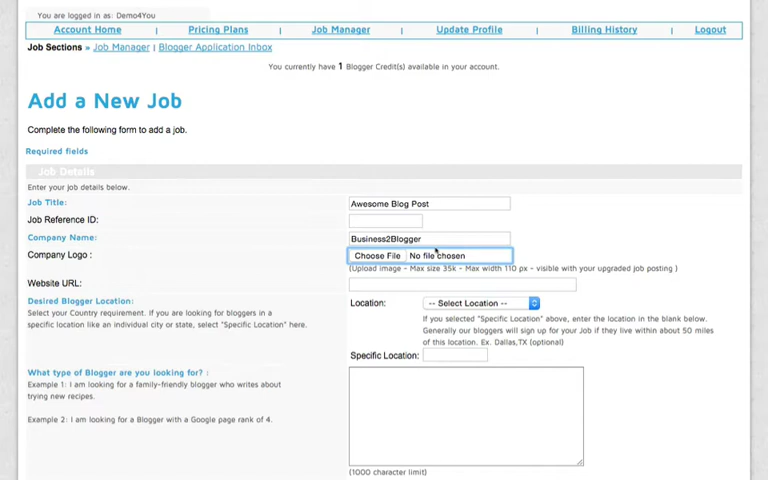 You are logged in as: Demo4You
Account Home | Pricing Plans | Job Manager | Update Profile | Billing History | Logout
Job Sections » Job Manager | Blogger Application Inbox
You currently have 1 Blogger Credit(s) available in your account.
Add a New Job
Complete the following form to add a job.
Required fields
Job Details
Enter your job details below.
Job Title: Awesome Blog Post
Job Reference ID:
Company Name: Business2Blogger
Company Logo : Choose File No file chosen
(Upload image - Max size 35k - Max width 110 px - visible with your upgraded job posting )
Website URL:
Desired Blogger Location: Location: -- Select Location --
Select your Country requirement. If you are looking for bloggers in a
specific location like an individual city or state, select "Specific Location" here.
If you selected "Specific Location" above, enter the location in the blank below.
Generally our bloggers will sign up for your Job if they live within about 50 miles
of this location. Ex. Dallas,TX (optional)
Specific Location:
What type of Blogger are you looking for? :
Example 1: I am looking for a family-friendly blogger who writes about
trying new recipes.
Example 2: I am looking for a Blogger with a Google page rank of 4.
(1000 character limit)